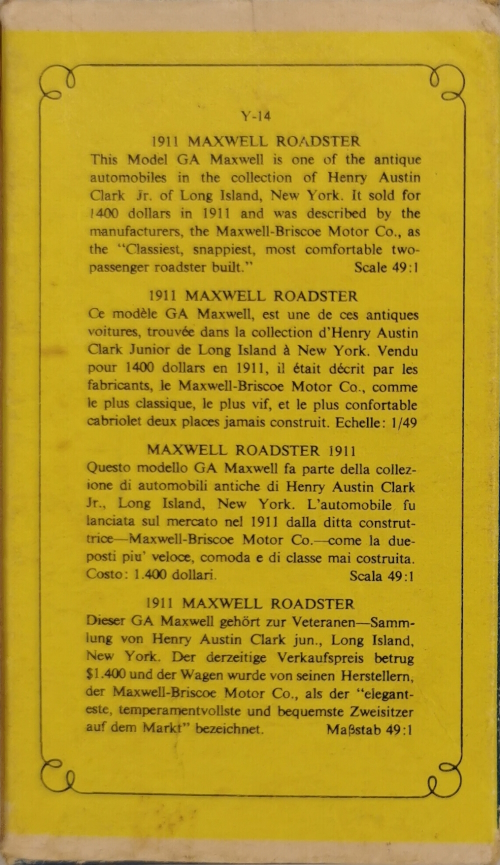 Y-14
1911 MAXWELL ROADSTER
This Model GA Maxwell is one of the antique
automobiles in the collection of Henry Austin
Clark Jr. of Long Island, New York. It sold for
1400 dollars in 1911 and was described by the
manufacturers, the Maxwell-Briscoe Motor Co., as
the “Classiest, snappiest, most comfortable two-
passenger roadster built.” Scale 49:1
1911 MAXWELL ROADSTER
Ce modèle GA Maxwell, est une de ces antiques
voitures, trouvée dans la collection d'Henry Austin
Clark Junior de Long Island à New York. Vendu
pour 1400 dollars en 1911, il était décrit par les
fabricants, le Maxwell-Briscoe Motor Co., comme
le plus classique, le plus vif, et le plus confortable
cabriolet deux places jamais construit. Echelle: 1/49
MAXWELL ROADSTER 1911
Questo modello GA Maxwell fa parte della collez-
ione di automobili antiche di Henry Austin Clark
Jr., Long Island, New York. L'automobile fu
lanciata sul mercato nel 1911 dalla ditta construt-
trice—Maxwell-Briscoe Motor Co.—come la due-
posti piu' veloce, comoda e di classe mai costruita.
Costo: 1.400 dollari. Scala 49:1
1911 MAXWELL ROADSTER
Dieser GA Maxwell gehört zur Veteranen—Samm-
lung von Henry Austin Clark jun., Long Island,
New York. Der derzeitige Verkaufspreis betrug
$1.400 und der Wagen wurde von seinen Herstellern,
der Maxwell-Briscoe Motor Co., als der “elegant-
este, temperamentvollste und bequemste Zweisitzer
auf dem Markt” bezeichnet. Maßstab 49:1